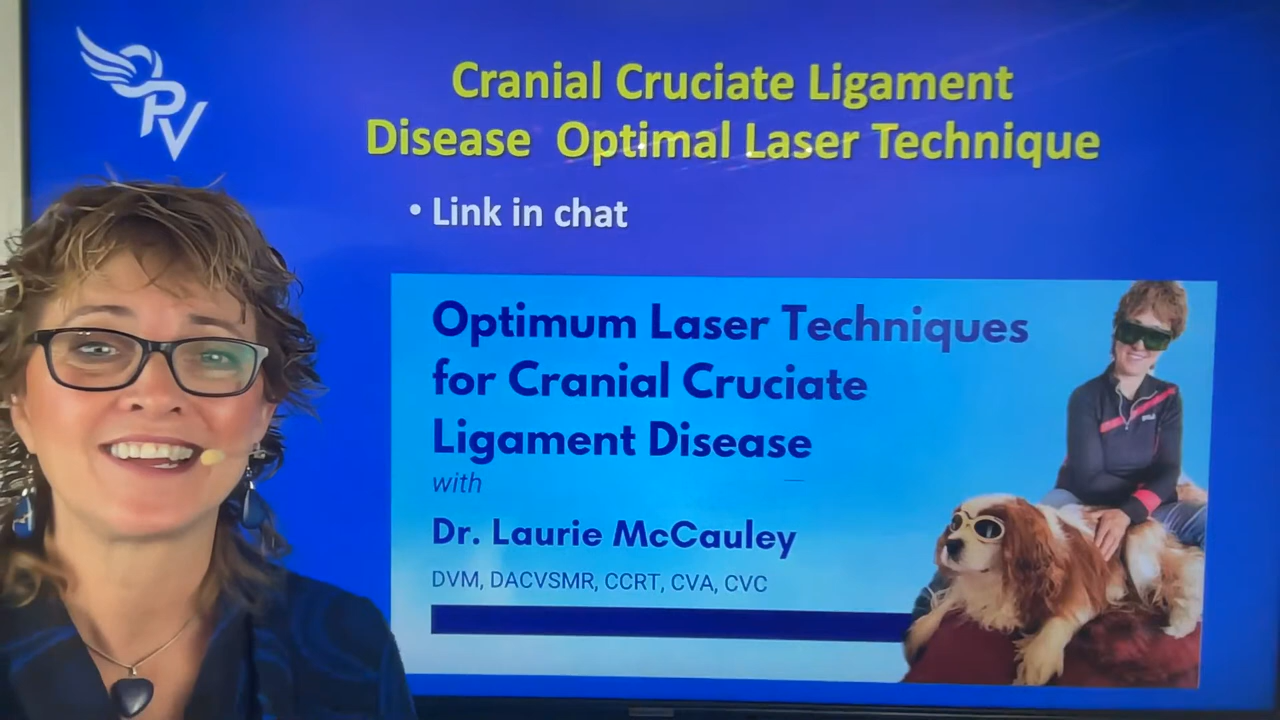 PV
Cranial Cruciate Ligament
Disease Optimal Laser Technique
• Link in chat
Optimum Laser Techniques
for Cranial Cruciate
Ligament Disease
with
Dr. Laurie McCauley
DVM, DACVSMR, CCRT, CVA, CVC